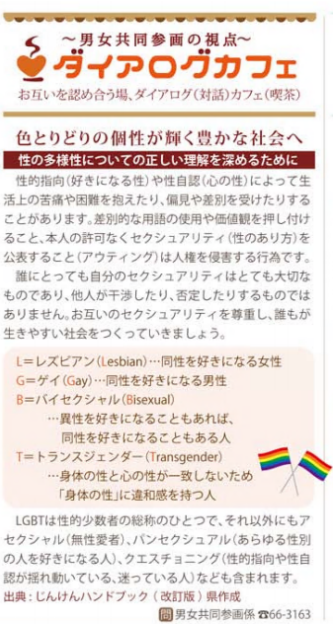 〜男女共同参画の視点〜
ダイアログカフェ
お互いを認め合う場、ダイアログ(対話)カフェ(喫茶)
色とりどりの個性が輝く豊かな社会へ
性の多様性についての正しい理解を深めるために
性的指向(好きになる性)や性自認(心の性)によって生
活上の苦痛や困難を抱えたり、偏見や差別を受けたりする
ことがあります。差別的な用語の使用や価値観を押し付け
ること、本人の許可なくセクシュアリティ(性のあり方)を
公表すること(アウティング)は人権を侵害する行為です。
誰にとっても自分のセクシュアリティはとても大切な
ものであり、他人が干渉したり、否定したりするものでは
ありません。お互いのセクシュアリティを尊重し、誰もが
生きやすい社会をつくっていきましょう。
L=レズビアン(Lesbian)…同性を好きになる女性
G=ゲイ(Gay)…同性を好きになる男性
B=バイセクシャル(Bisexual)
…異性を好きになることもあれば、
同性を好きになることもある人
T=トランスジェンダー(Transgender)
…身体の性と心の性が一致しないため
「身体の性」に違和感を持つ人
LGBTは性的少数者の総称のひとつで、それ以外にもア
セクシャル(無性愛者)、パンセクシュアル(あらゆる性別
の人を好きになる人)、クエスチョニング(性的指向や性自
認が揺れ動いている、迷っている人)なども含まれます。
出典:じんけんハンドブック(改訂版)県作成
問男女共同参画係 ☎66-3163